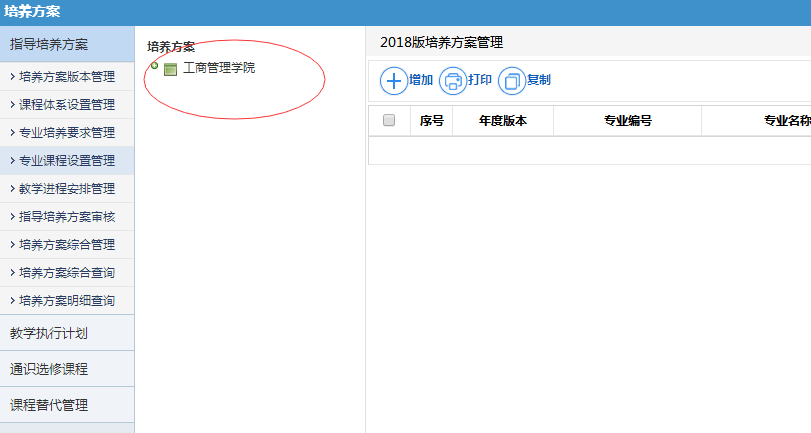 培养方案
指导培养方案
培养方案版本管理
课程体系设置管理
专业培养要求管理
专业课程设置管理
教学进程安排管理
指导培养方案审核
培养方案综合管理
培养方案综合查询
培养方案明细查询
教学执行计划
通识选修课程
课程替代管理
培养方案
工商管理学院
2018版培养方案管理
增加 打印 复制
序号 年度版本 专业编号 专业名称